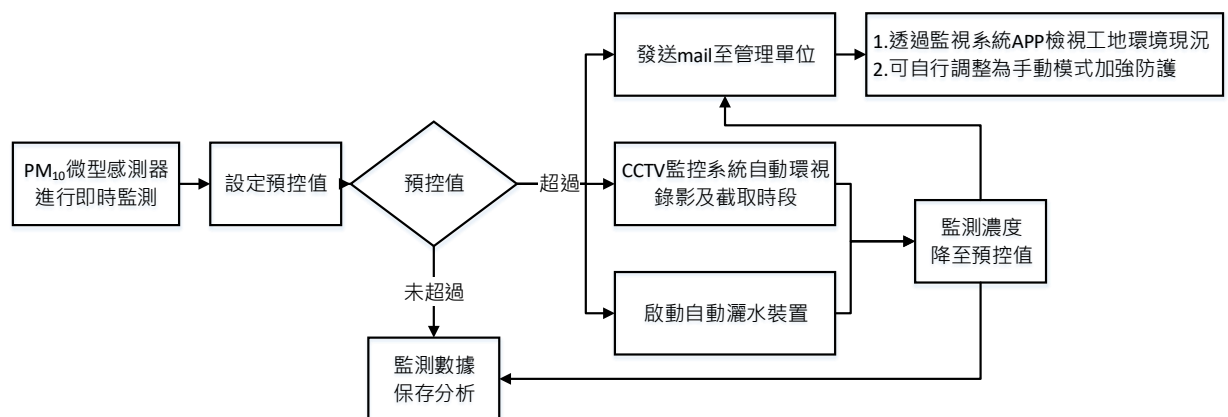 PM₁₀微型感測器
進行即時監測
設定預控值
預控值
超過
未超過
發送mail至管理單位
1.透過監視系統APP檢視工地環境現況
2.可自行調整為手動模式加強防護
CCTV監控系統自動環視
錄影及截取時段
啟動自動灑水裝置
監測濃度
降至預控值
監測數據
保存分析